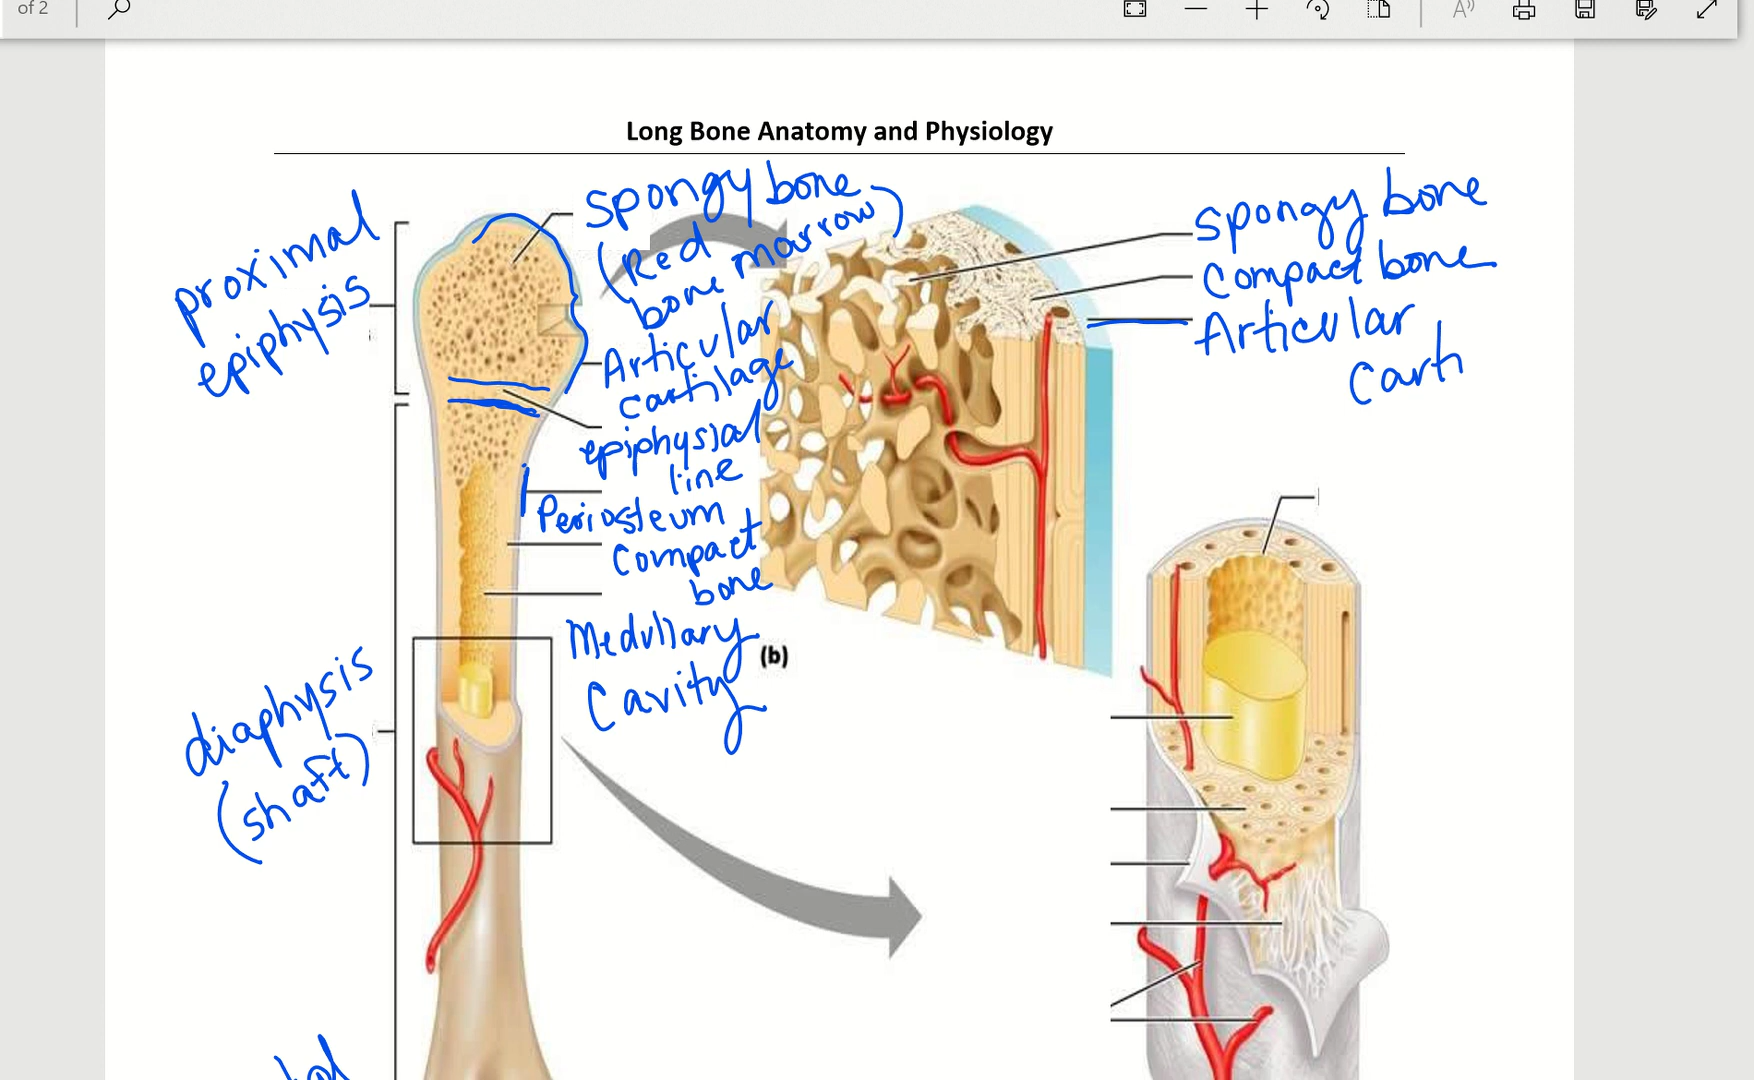 of 2
Long Bone Anatomy and Physiology
proximal
epiphysis
spongy bone
(Red
bone marrow)
Articular
cartilage
epiphysial
line
Periosteum
Compact
bone
Medullary
Cavity
diaphysis
(shaft)
spongy bone
Compact bone
Articular
Carti
(b)